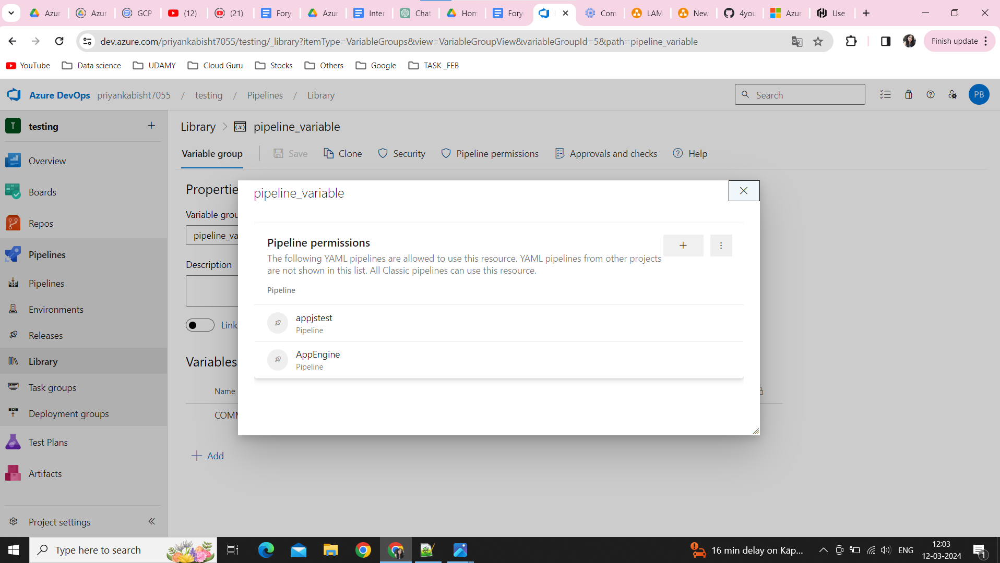 Azur
Azur
GCP
(12)
(21)
Fory
Azur
Inter
Chat
Hom
Fory
Com
LAM
New
4you
Azur
Use
dev.azure.com/priyankabisht7055/testing/_library?itemType=VariableGroups&view=VariableGroupView&variableGroupId=5&path=pipeline_variable
Finish update
YouTube
Data science
UDAMY
Cloud Guru
Stocks
Others
Google
TASK _FEB
Azure DevOps priyankabisht7055 / testing / Pipelines / Library
Search
PB
T testing
Overview
Boards
Repos
Pipelines
Pipelines
Environments
Releases
Library
Task groups
Deployment groups
Test Plans
Artifacts
Project settings
Library > (x) pipeline_variable
Variable group
Save
Clone
Security
Pipeline permissions
Approvals and checks
Help
Propertie
Variable grou
pipeline_va
Description
Link
Variables
Name
COMM
+ Add
pipeline_variable
Pipeline permissions
The following YAML pipelines are allowed to use this resource. YAML pipelines from other projects
are not shown in this list. All Classic pipelines can use this resource.
Pipeline
appjstest
Pipeline
AppEngine
Pipeline
Type here to search
16 min delay on Kāp...
ENG
12:03
12-03-2024
1